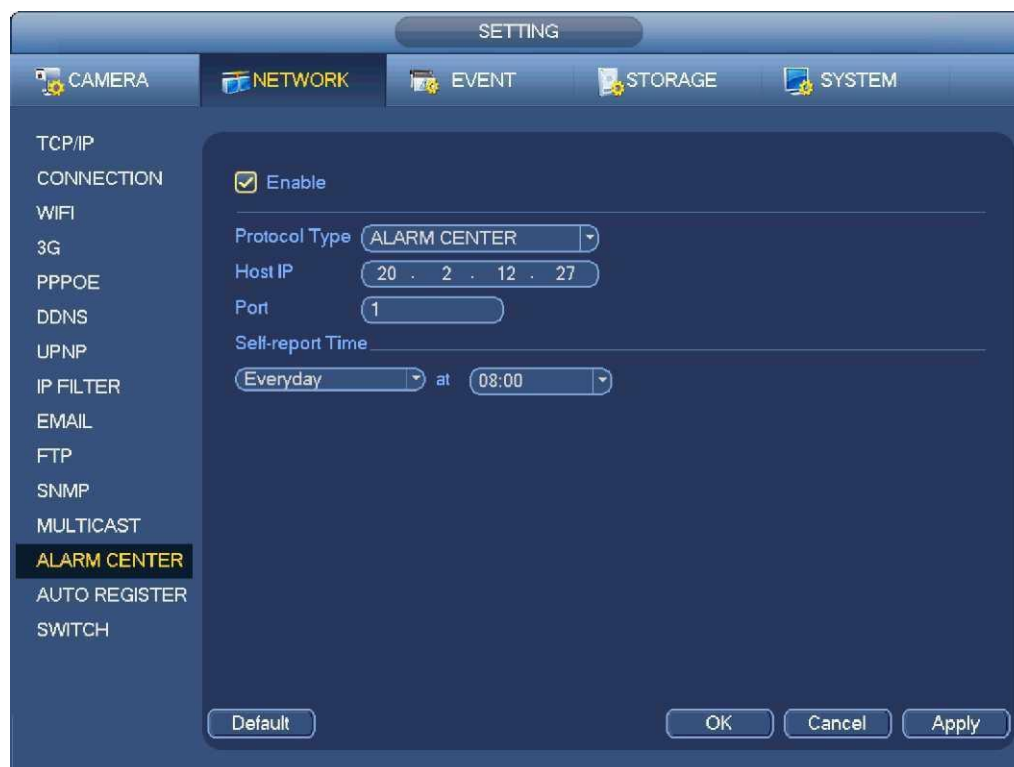 SETTING
CAMERA NETWORK EVENT STORAGE SYSTEM
TCP/IP
CONNECTION
WIFI
3G
PPPOE
DDNS
UPNP
IP FILTER
EMAIL
FTP
SNMP
MULTICAST
ALARM CENTER
AUTO REGISTER
SWITCH
Enable
Protocol Type ALARM CENTER
Host IP 20 . 2 . 12 . 27
Port 1
Self-report Time
Everyday at 08:00
Default OK Cancel Apply